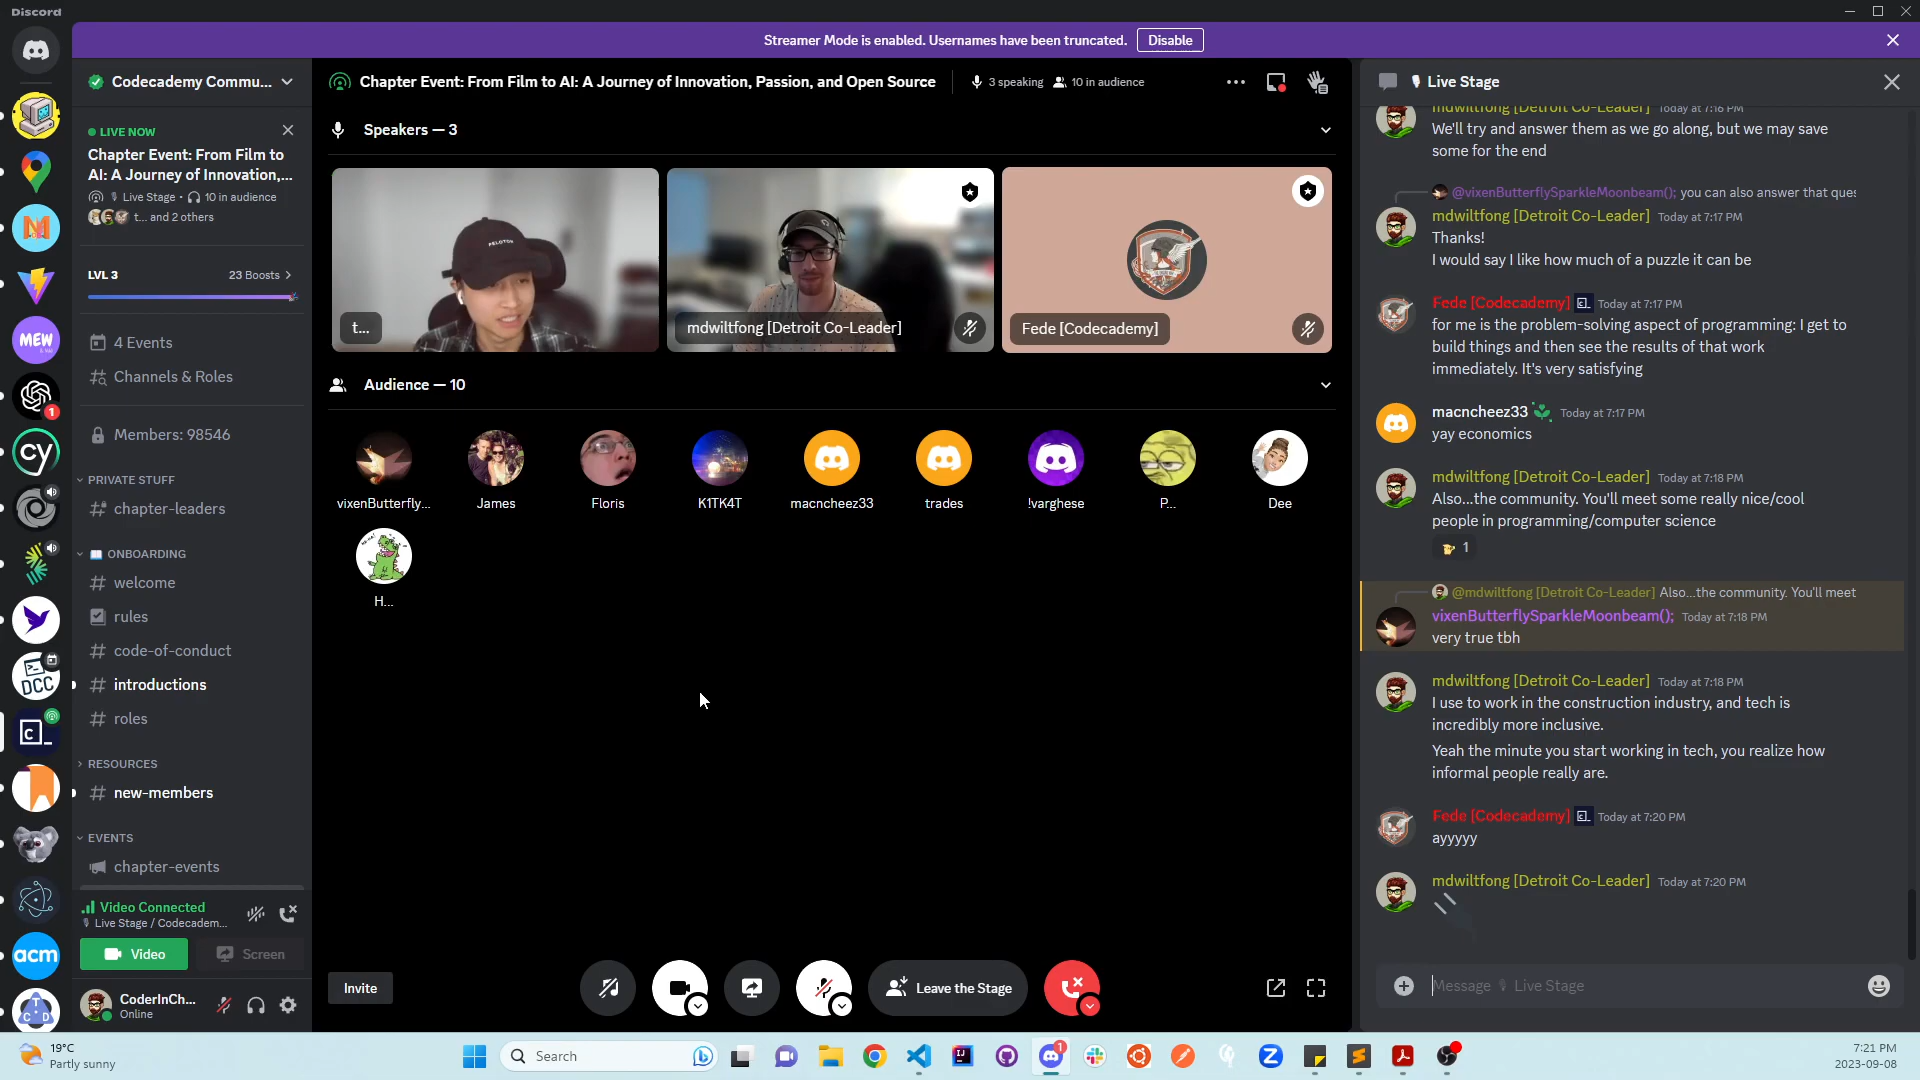 Discord
Streamer Mode is enabled. Usernames have been truncated.
Disable
Codecademy Commu...
LIVE NOW
Chapter Event: From Film to
AI: A Journey of Innovation,...
Live Stage • 10 in audience
t... and 2 others
LVL 3
23 Boosts
4 Events
Channels & Roles
Members: 98546
PRIVATE STUFF
chapter-leaders
ONBOARDING
welcome
rules
code-of-conduct
introductions
roles
RESOURCES
new-members
EVENTS
chapter-events
Video Connected
Live Stage / Codecadem...
Video
Screen
CoderInCh...
Online
MEW
1
cy
DCC
acm
Chapter Event: From Film to AI: A Journey of Innovation, Passion, and Open Source
3 speaking
10 in audience
Speakers — 3
PELOTON
t...
mdwiltfong [Detroit Co-Leader]
Fede [Codecademy]
Audience — 10
vixenButterfly...
James
Floris
K1TK4T
macncheez33
trades
!varghese
P...
Dee
H...
Invite
Leave the Stage
Live Stage
mdwiltfong [Detroit Co-Leader] Today at 7:16 PM
We'll try and answer them as we go along, but we may save
some for the end
@vixenButterflySparkleMoonbeam(); you can also answer that ques
mdwiltfong [Detroit Co-Leader] Today at 7:17 PM
Thanks!
I would say I like how much of a puzzle it can be
Fede [Codecademy] Today at 7:17 PM
for me is the problem-solving aspect of programming: I get to
build things and then see the results of that work
immediately. It's very satisfying
macncheez33 Today at 7:17 PM
yay economics
mdwiltfong [Detroit Co-Leader] Today at 7:18 PM
Also...the community. You'll meet some really nice/cool
people in programming/computer science
1
@mdwiltfong [Detroit Co-Leader] Also...the community. You'll meet
vixenButterflySparkleMoonbeam(); Today at 7:18 PM
very true tbh
mdwiltfong [Detroit Co-Leader] Today at 7:18 PM
I use to work in the construction industry, and tech is
incredibly more inclusive.
Yeah the minute you start working in tech, you realize how
informal people really are.
Fede [Codecademy] Today at 7:20 PM
ayyyyy
mdwiltfong [Detroit Co-Leader] Today at 7:20 PM
Message Live Stage
19°C
Partly sunny
Search
1
7:21 PM
2023-09-08